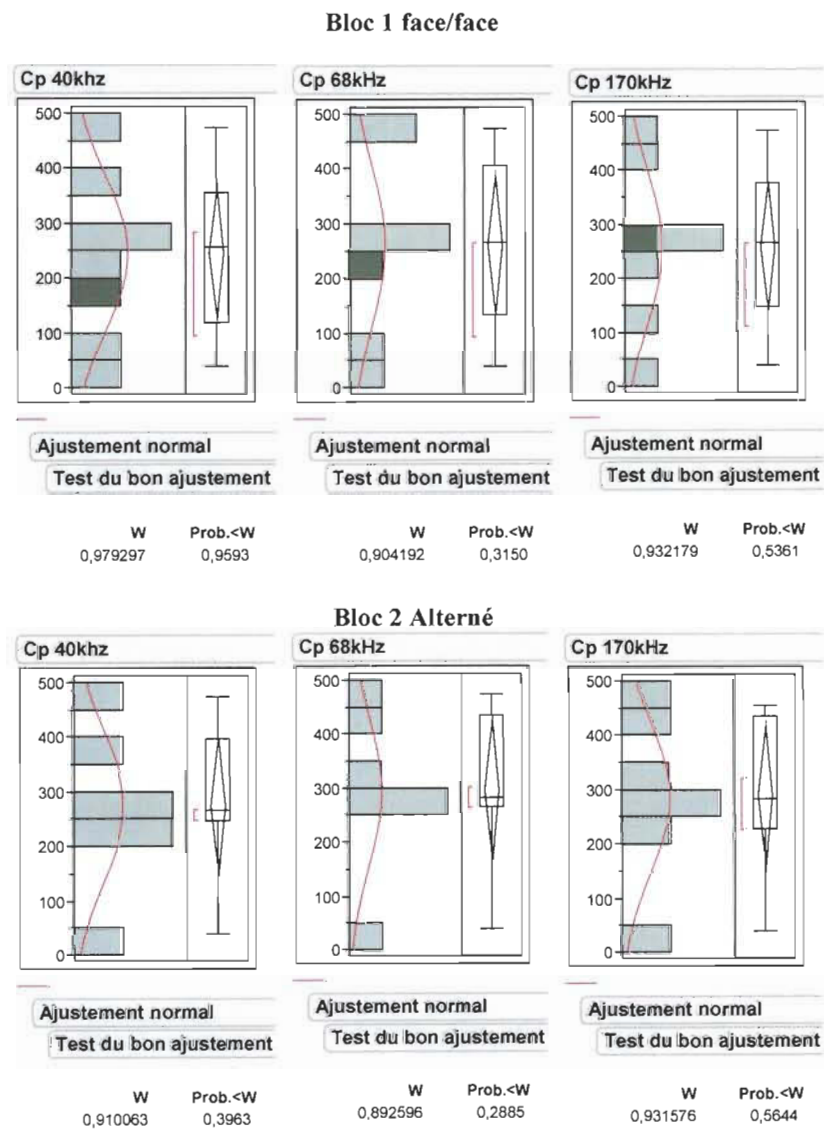 Bloc 1 face/face
Cp 40khz
Cp 68kHz
Cp 170kHz
500
400
300
200
100
0
500
400
300
200
100
0
500
400
300
200
100
0
Ajustement normal
Ajustement normal
Ajustement normal
Test du bon ajustement
Test du bon ajustement
Test du bon ajustement
W Prob.<W
0,979297 0,9593
W Prob.<W
0,904192 0,3150
W Prob.<W
0,932179 0,5361
Bloc 2 Alterné
Cp 40khz
Cp 68kHz
Cp 170kHz
500
400
300
200
100
0
500
400
300
200
100
0
500
400
300
200
100
0
Ajustement normal
Ajustement normal
Ajustement normal
Test du bon ajustement
Test du bon ajustement
Test du bon ajustement
W Prob.<W
0,910063 0,3963
W Prob.<W
0,892596 0,2885
W Prob.<W
0,931576 0,5644